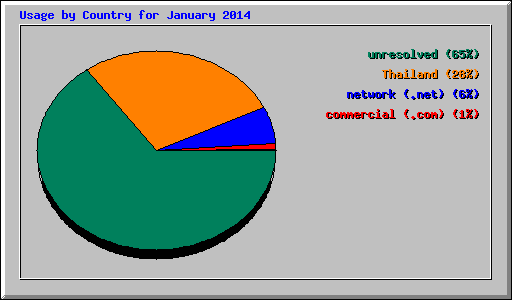 Usage by Country for January 2014
unresolved (65%)
Thailand (28%)
network (.net) (6%)
commercial (.com) (1%)